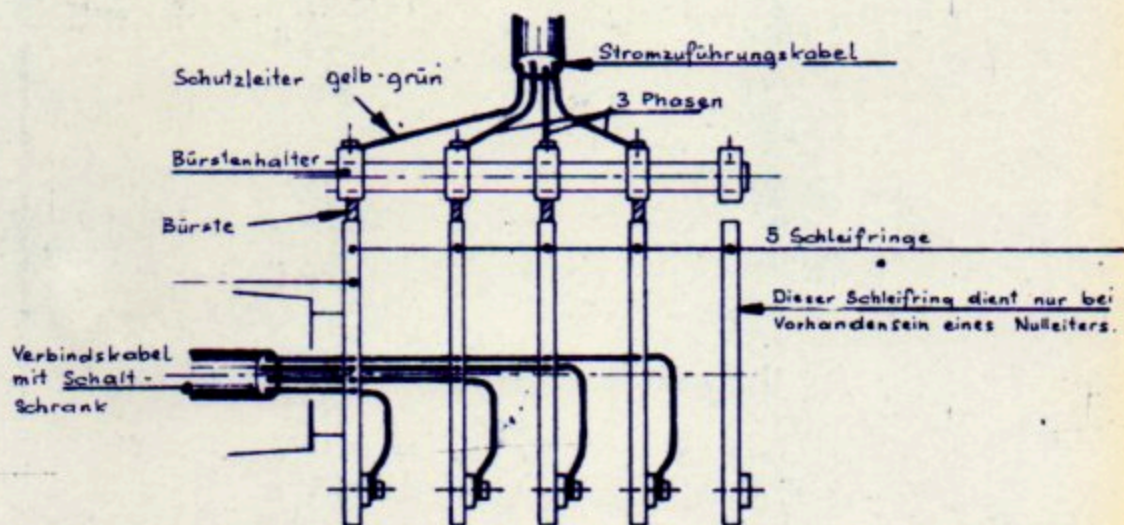 Stromzuführungskabel
Schutzleiter gelb-grün
3 Phasen
Bürstenhalter
Bürste
5 Schleifringe
Dieser Schleifring dient nur bei
Vorhandensein eines Nulleiters.
Verbindskabel
mit Schalt-
Schrank